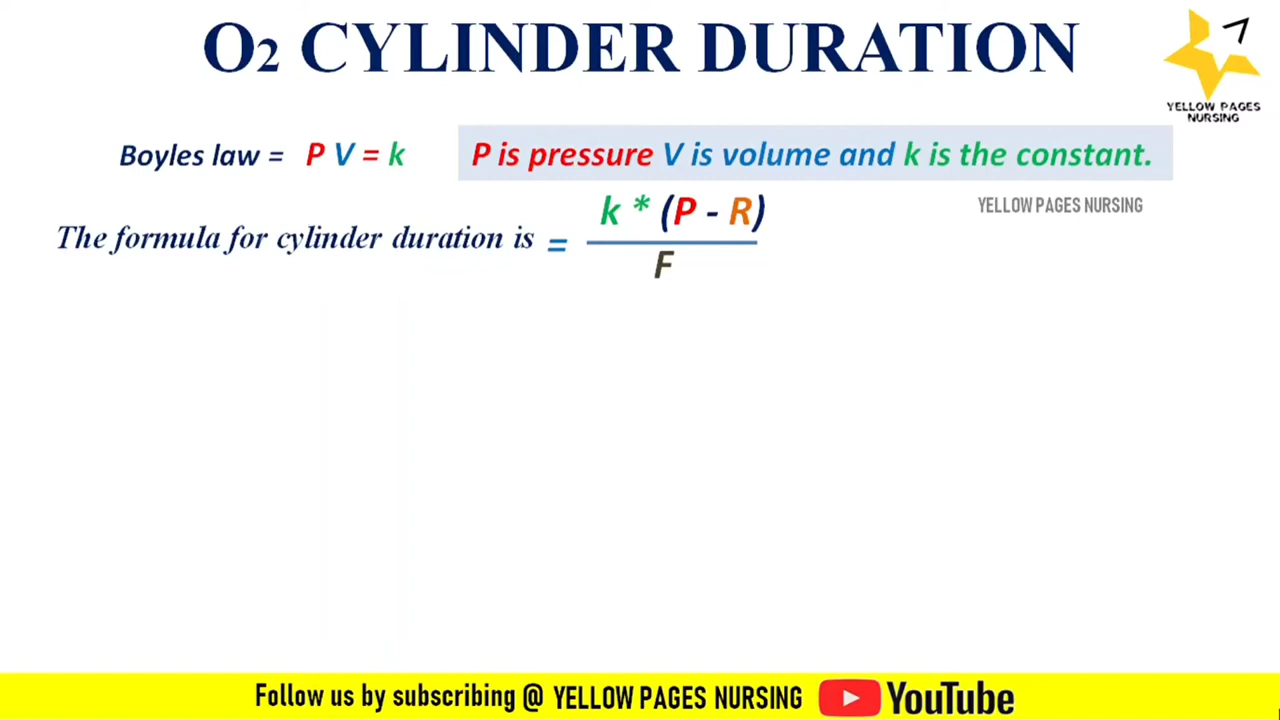 O2 CYLINDER DURATION
YELLOW PAGES
NURSING
Boyles law = P V = k
P is pressure V is volume and k is the constant.
YELLOW PAGES NURSING
The formula for cylinder duration is = k * (P - R)
F
Follow us by subscribing @ YELLOW PAGES NURSING YouTube